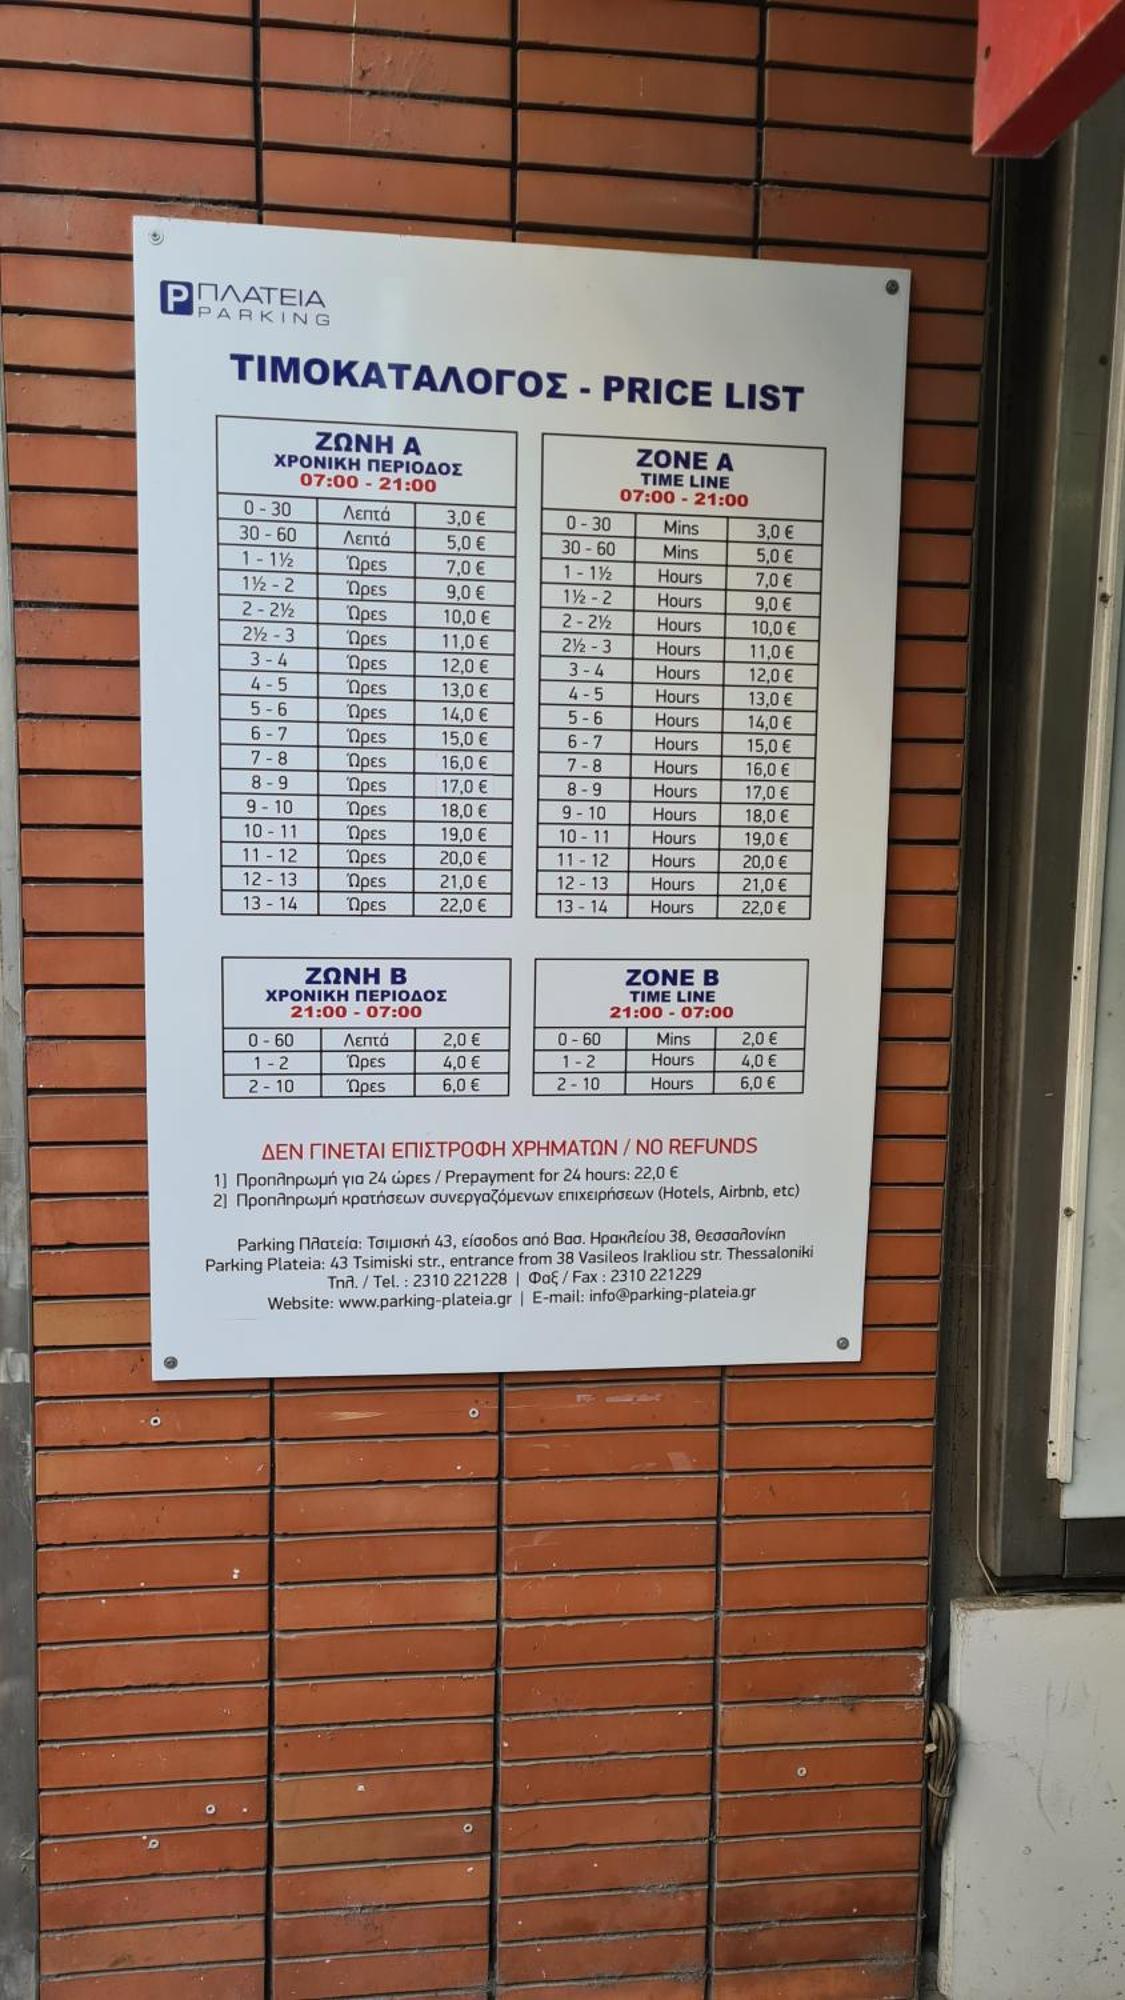 P ΠΛΑΤΕΙΑ
PARKING
ΤΙΜΟΚΑΤΑΛΟΓΟΣ - PRICE LIST
ΖΩΝΗ Α
ΧΡΟΝΙΚΗ ΠΕΡΙΟΔΟΣ
07:00 - 21:00
0 - 30 Λεπτά 3,0 €
30 - 60 Λεπτά 5,0 €
1 - 1½ Ώρες 7,0 €
1½ - 2 Ώρες 9,0 €
2 - 2½ Ώρες 10,0 €
2½ - 3 Ώρες 11,0 €
3 - 4 Ώρες 12,0 €
4 - 5 Ώρες 13,0 €
5 - 6 Ώρες 14,0 €
6 - 7 Ώρες 15,0 €
7 - 8 Ώρες 16,0 €
8 - 9 Ώρες 17,0 €
9 - 10 Ώρες 18,0 €
10 - 11 Ώρες 19,0 €
11 - 12 Ώρες 20,0 €
12 - 13 Ώρες 21,0 €
13 - 14 Ώρες 22,0 €
ZONE A
TIME LINE
07:00 - 21:00
0 - 30 Mins 3,0 €
30 - 60 Mins 5,0 €
1 - 1½ Hours 7,0 €
1½ - 2 Hours 9,0 €
2 - 2½ Hours 10,0 €
2½ - 3 Hours 11,0 €
3 - 4 Hours 12,0 €
4 - 5 Hours 13,0 €
5 - 6 Hours 14,0 €
6 - 7 Hours 15,0 €
7 - 8 Hours 16,0 €
8 - 9 Hours 17,0 €
9 - 10 Hours 18,0 €
10 - 11 Hours 19,0 €
11 - 12 Hours 20,0 €
12 - 13 Hours 21,0 €
13 - 14 Hours 22,0 €
ΖΩΝΗ Β
ΧΡΟΝΙΚΗ ΠΕΡΙΟΔΟΣ
21:00 - 07:00
0 - 60 Λεπτά 2,0 €
1 - 2 Ώρες 4,0 €
2 - 10 Ώρες 6,0 €
ZONE B
TIME LINE
21:00 - 07:00
0 - 60 Mins 2,0 €
1 - 2 Hours 4,0 €
2 - 10 Hours 6,0 €
ΔΕΝ ΓΙΝΕΤΑΙ ΕΠΙΣΤΡΟΦΗ ΧΡΗΜΑΤΩΝ / NO REFUNDS
1] Προπληρωμή για 24 ώρες / Prepayment for 24 hours: 22,0 €
2] Προπληρωμή κρατήσεων συνεργαζόμενων επιχειρήσεων (Hotels, Airbnb, etc)
Parking Πλατεία: Τσιμισκή 43, είσοδος από Βασ. Ηρακλείου 38, Θεσσαλονίκη
Parking Plateia: 43 Tsimiski str., entrance from 38 Vasileos Irakliou str. Thessaloniki
Τηλ. / Tel. : 2310 221228 | Φαξ / Fax : 2310 221229
Website: www.parking-plateia.gr | E-mail: info@parking-plateia.gr